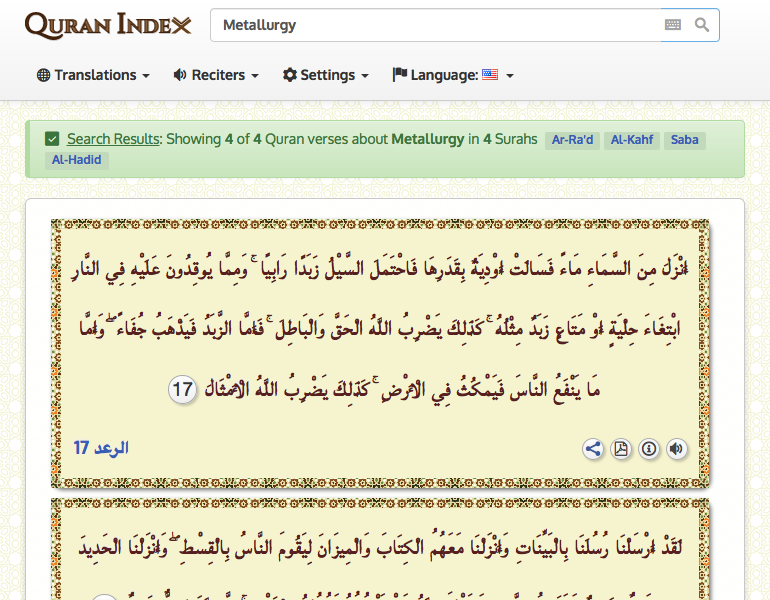 QURAN INDEX
Metallurgy
Translations
Reciters
Settings
Language:
Search Results: Showing 4 of 4 Quran verses about Metallurgy in 4 Surahs Ar-Ra'd Al-Kahf Saba
Al-Hadid
أَنْزَلَ مِنَ السَّمَاءِ مَاءً فَسَالَتْ أَوْدِيَةٌ بِقَدَرِهَا فَاحْتَمَلَ السَّيْلُ زَبَدًا رَابِيًا ۚ وَمِمَّا يُوقِدُونَ عَلَيْهِ فِي النَّارِ
ابْتِغَاءَ حِلْيَةٍ أَوْ مَتَاعٍ زَبَدٌ مِثْلُهُ ۚ كَذَٰلِكَ يَضْرِبُ اللَّهُ الْحَقَّ وَالْبَاطِلَ ۚ فَأَمَّا الزَّبَدُ فَيَذْهَبُ جُفَاءً ۖ وَأَمَّا
مَا يَنْفَعُ النَّاسَ فَيَمْكُثُ فِي الْأَرْضِ ۚ كَذَٰلِكَ يَضْرِبُ اللَّهُ الْأَمْثَالَ 17
الرعد 17
لَقَدْ أَرْسَلْنَا رُسُلَنَا بِالْبَيِّنَاتِ وَأَنْزَلْنَا مَعَهُمُ الْكِتَابَ وَالْمِيزَانَ لِيَقُومَ النَّاسُ بِالْقِسْطِ ۖ وَأَنْزَلْنَا الْحَدِيدَ